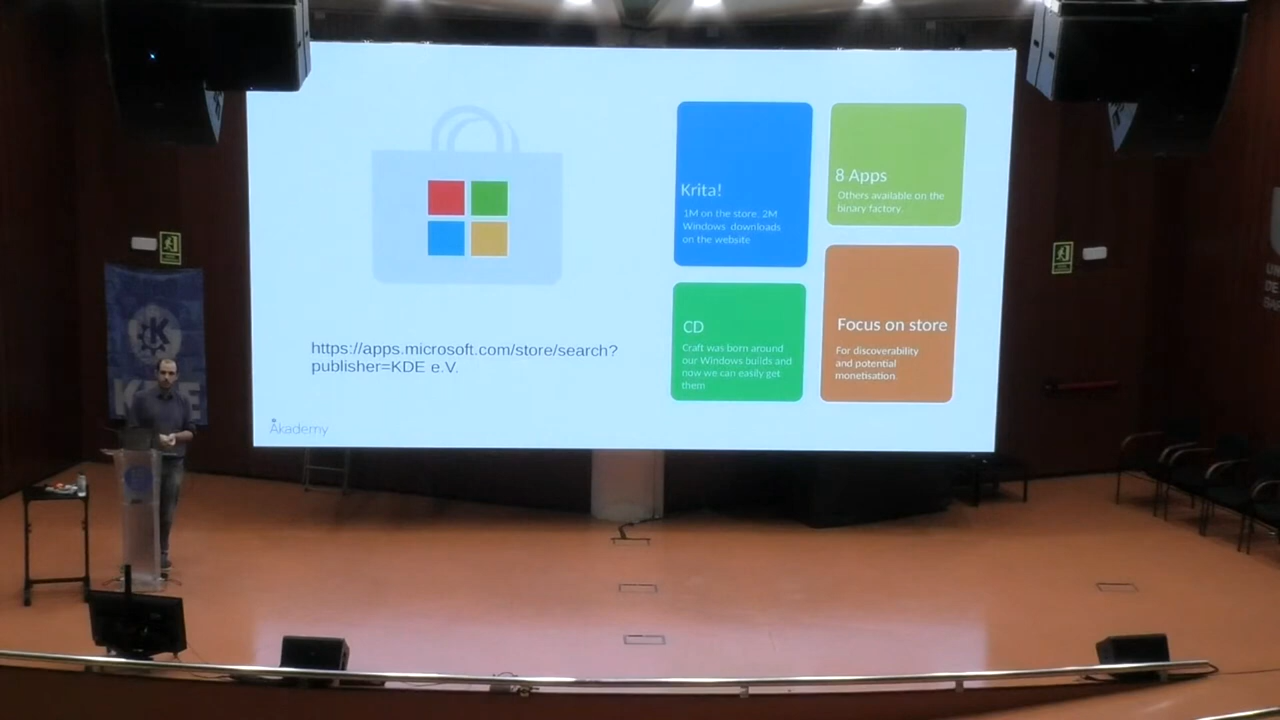 Krita!
1M on the store. 2M
Windows downloads
on the website
8 Apps
Others available on the
binary factory.
CD
Craft was born around
our Windows builds and
now we can easily get
them
Focus on store
For discoverability
and potential
monetisation.
https://apps.microsoft.com/store/search?
publisher=KDE e.V.
Akademy
KDE